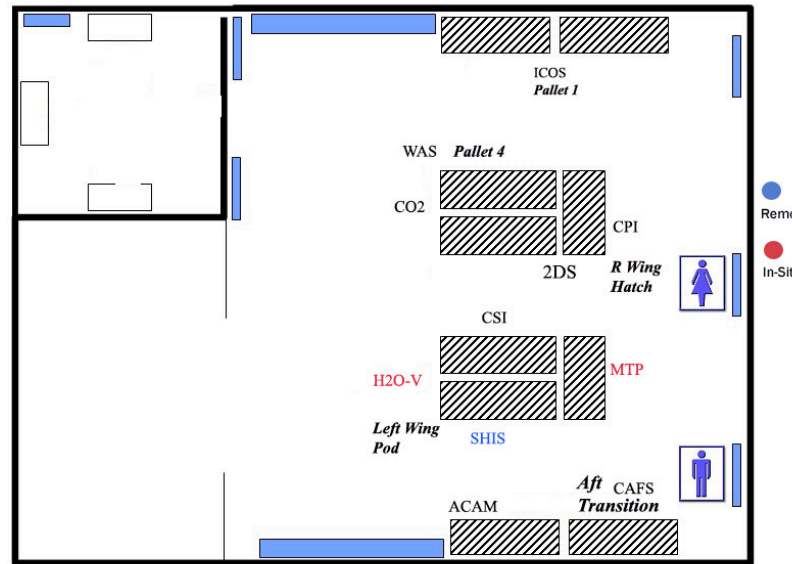 ICOS
Pallet 1
WAS Pallet 4
CO2
CPI
2DS
R Wing
Hatch
Remo
In-Sit
CSI
H2O-V
MTP
Left Wing
Pod
SHIS
Aft
Transition
CAFS
ACAM